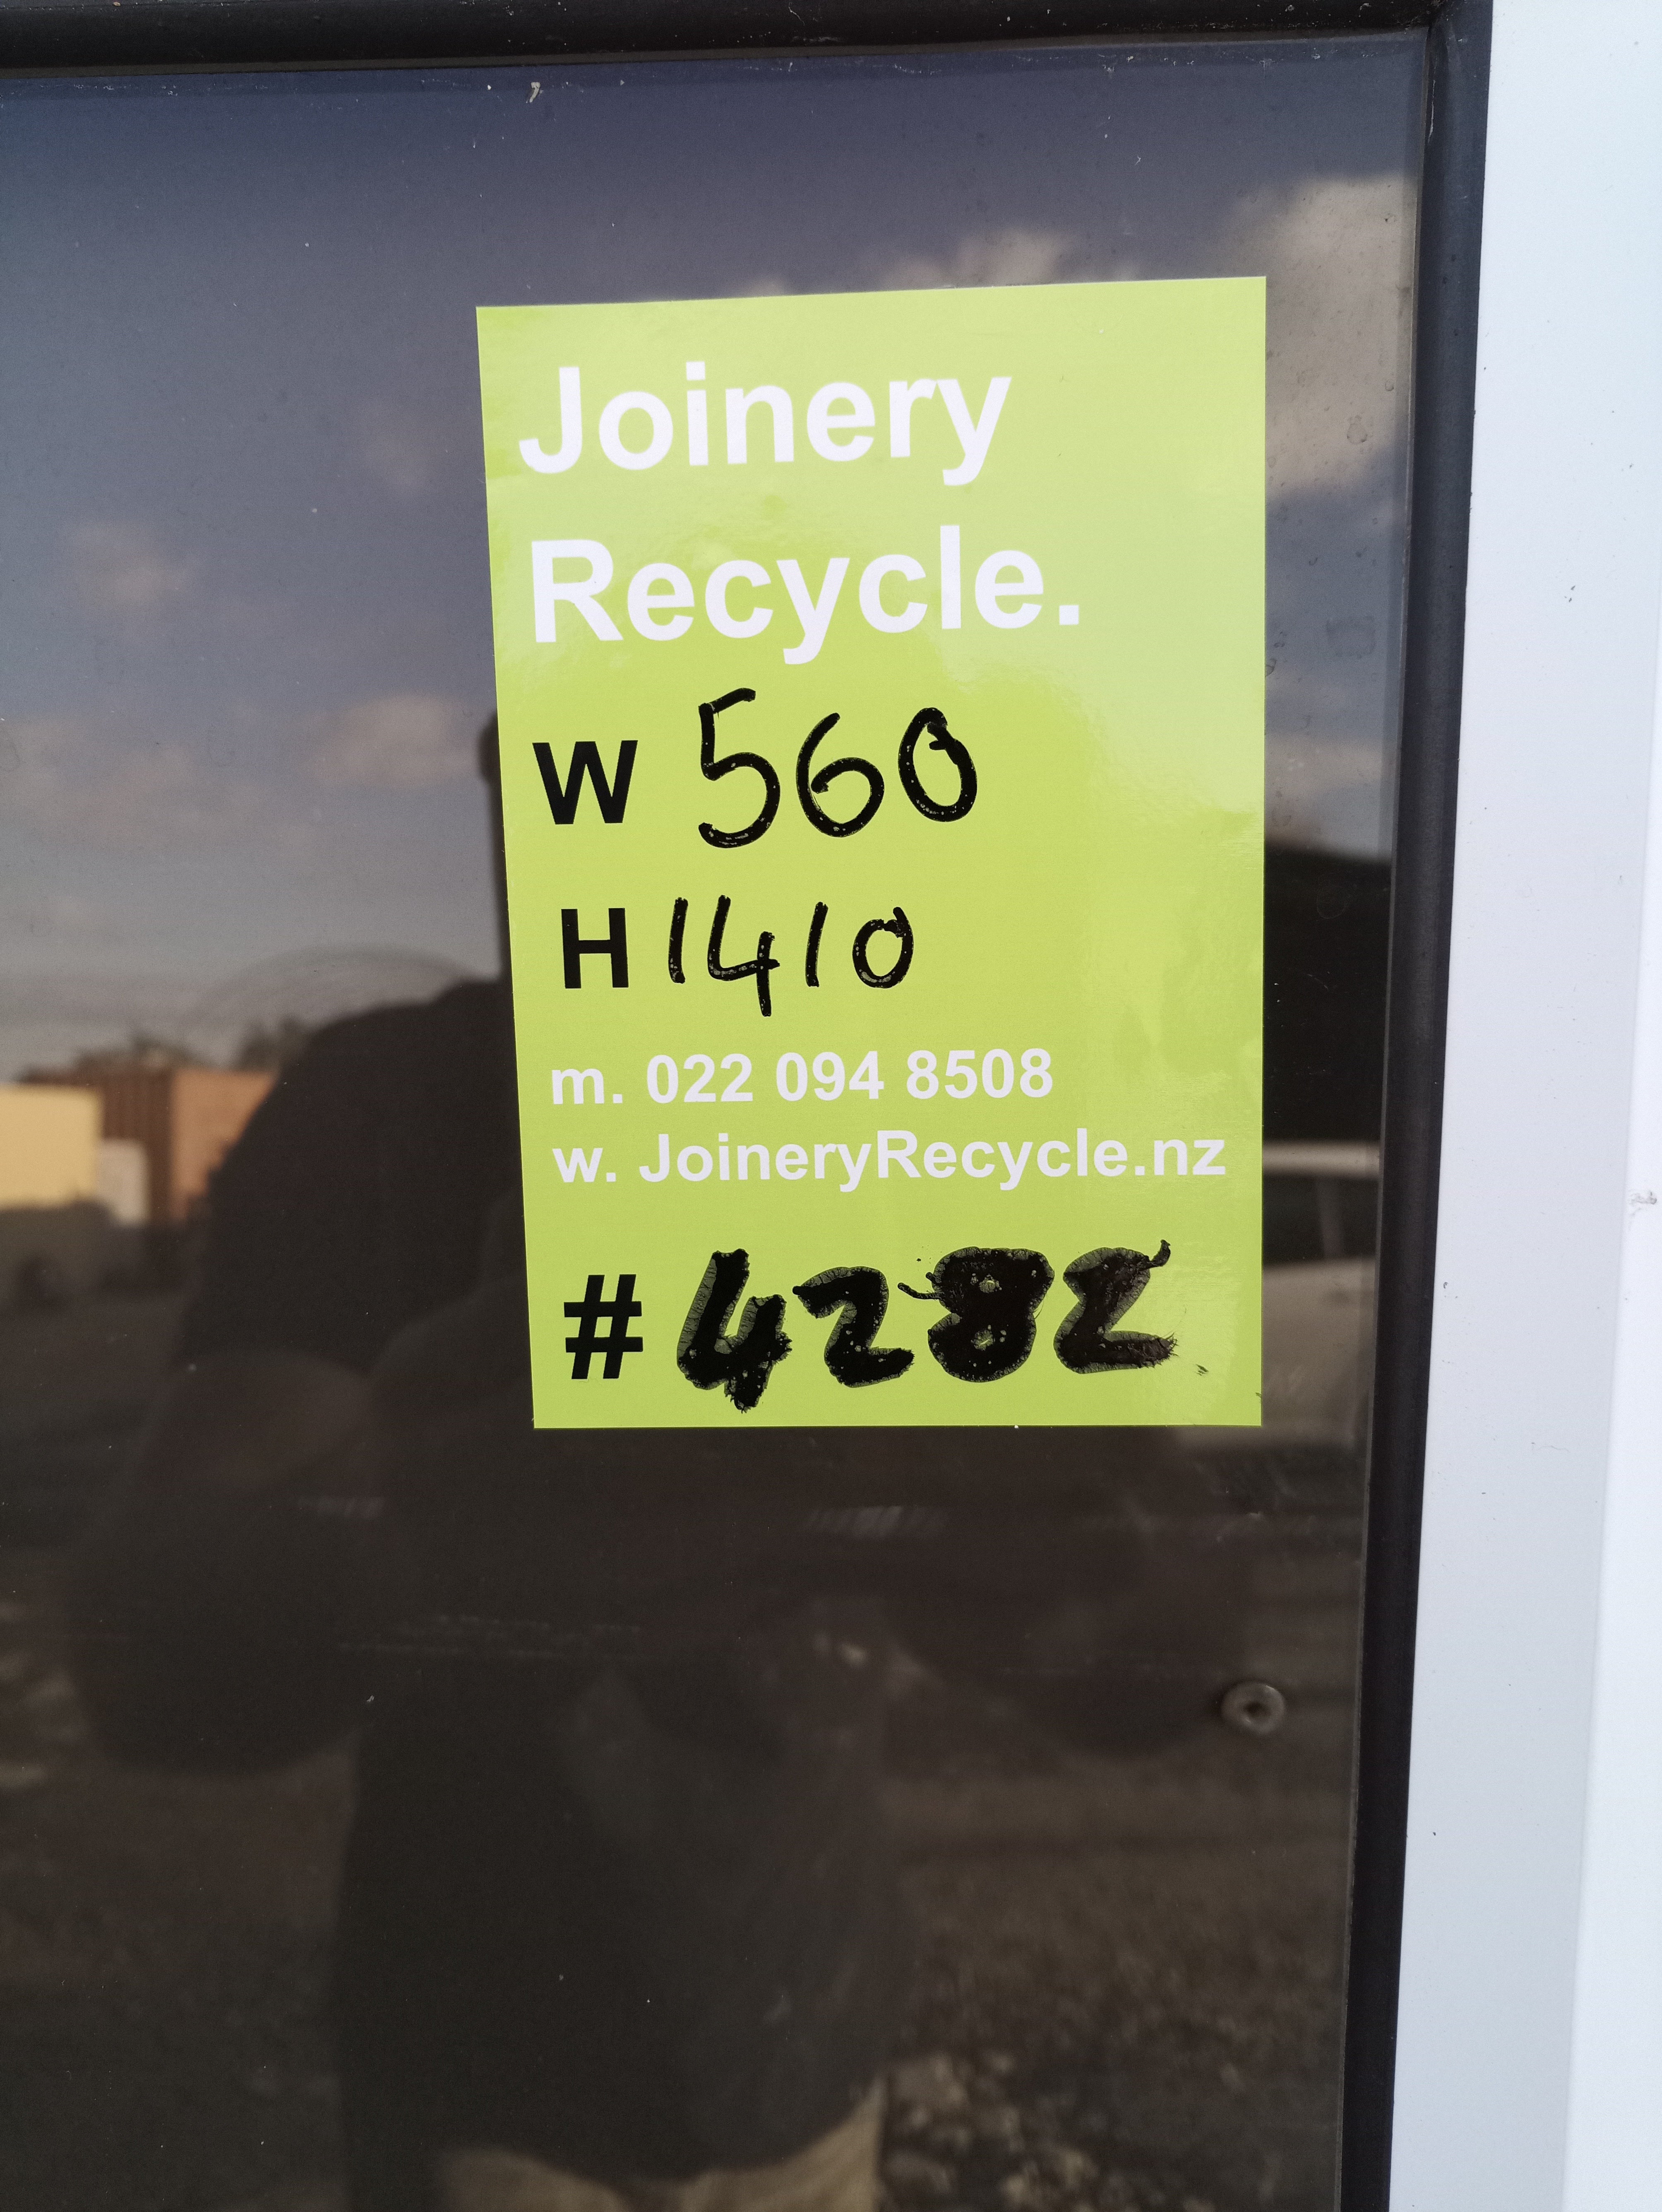 Joinery
Recycle.
W 560
H 1410
m. 022 094 8508
w. JoineryRecycle.nz
# 4282